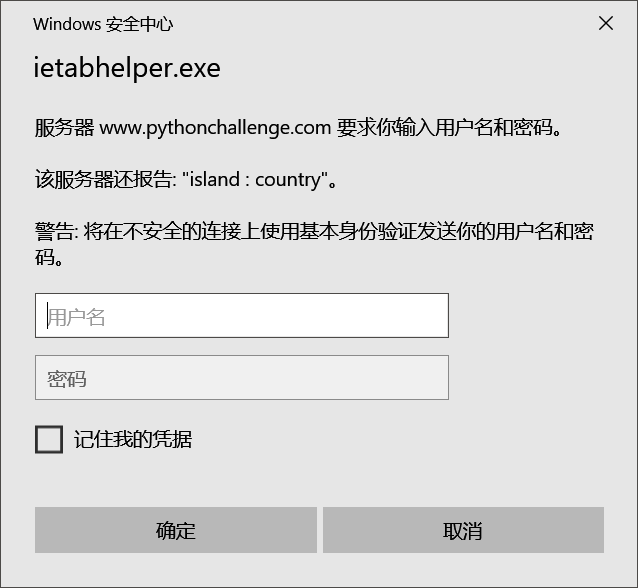 Windows 安全中心
ietabhelper.exe
服务器 www.pythonchallenge.com 要求你输入用户名和密码。
该服务器还报告: "island : country"。
警告: 将在不安全的连接上使用基本身份验证发送你的用户名和密
码。
用户名
密码
记住我的凭据
确定
取消